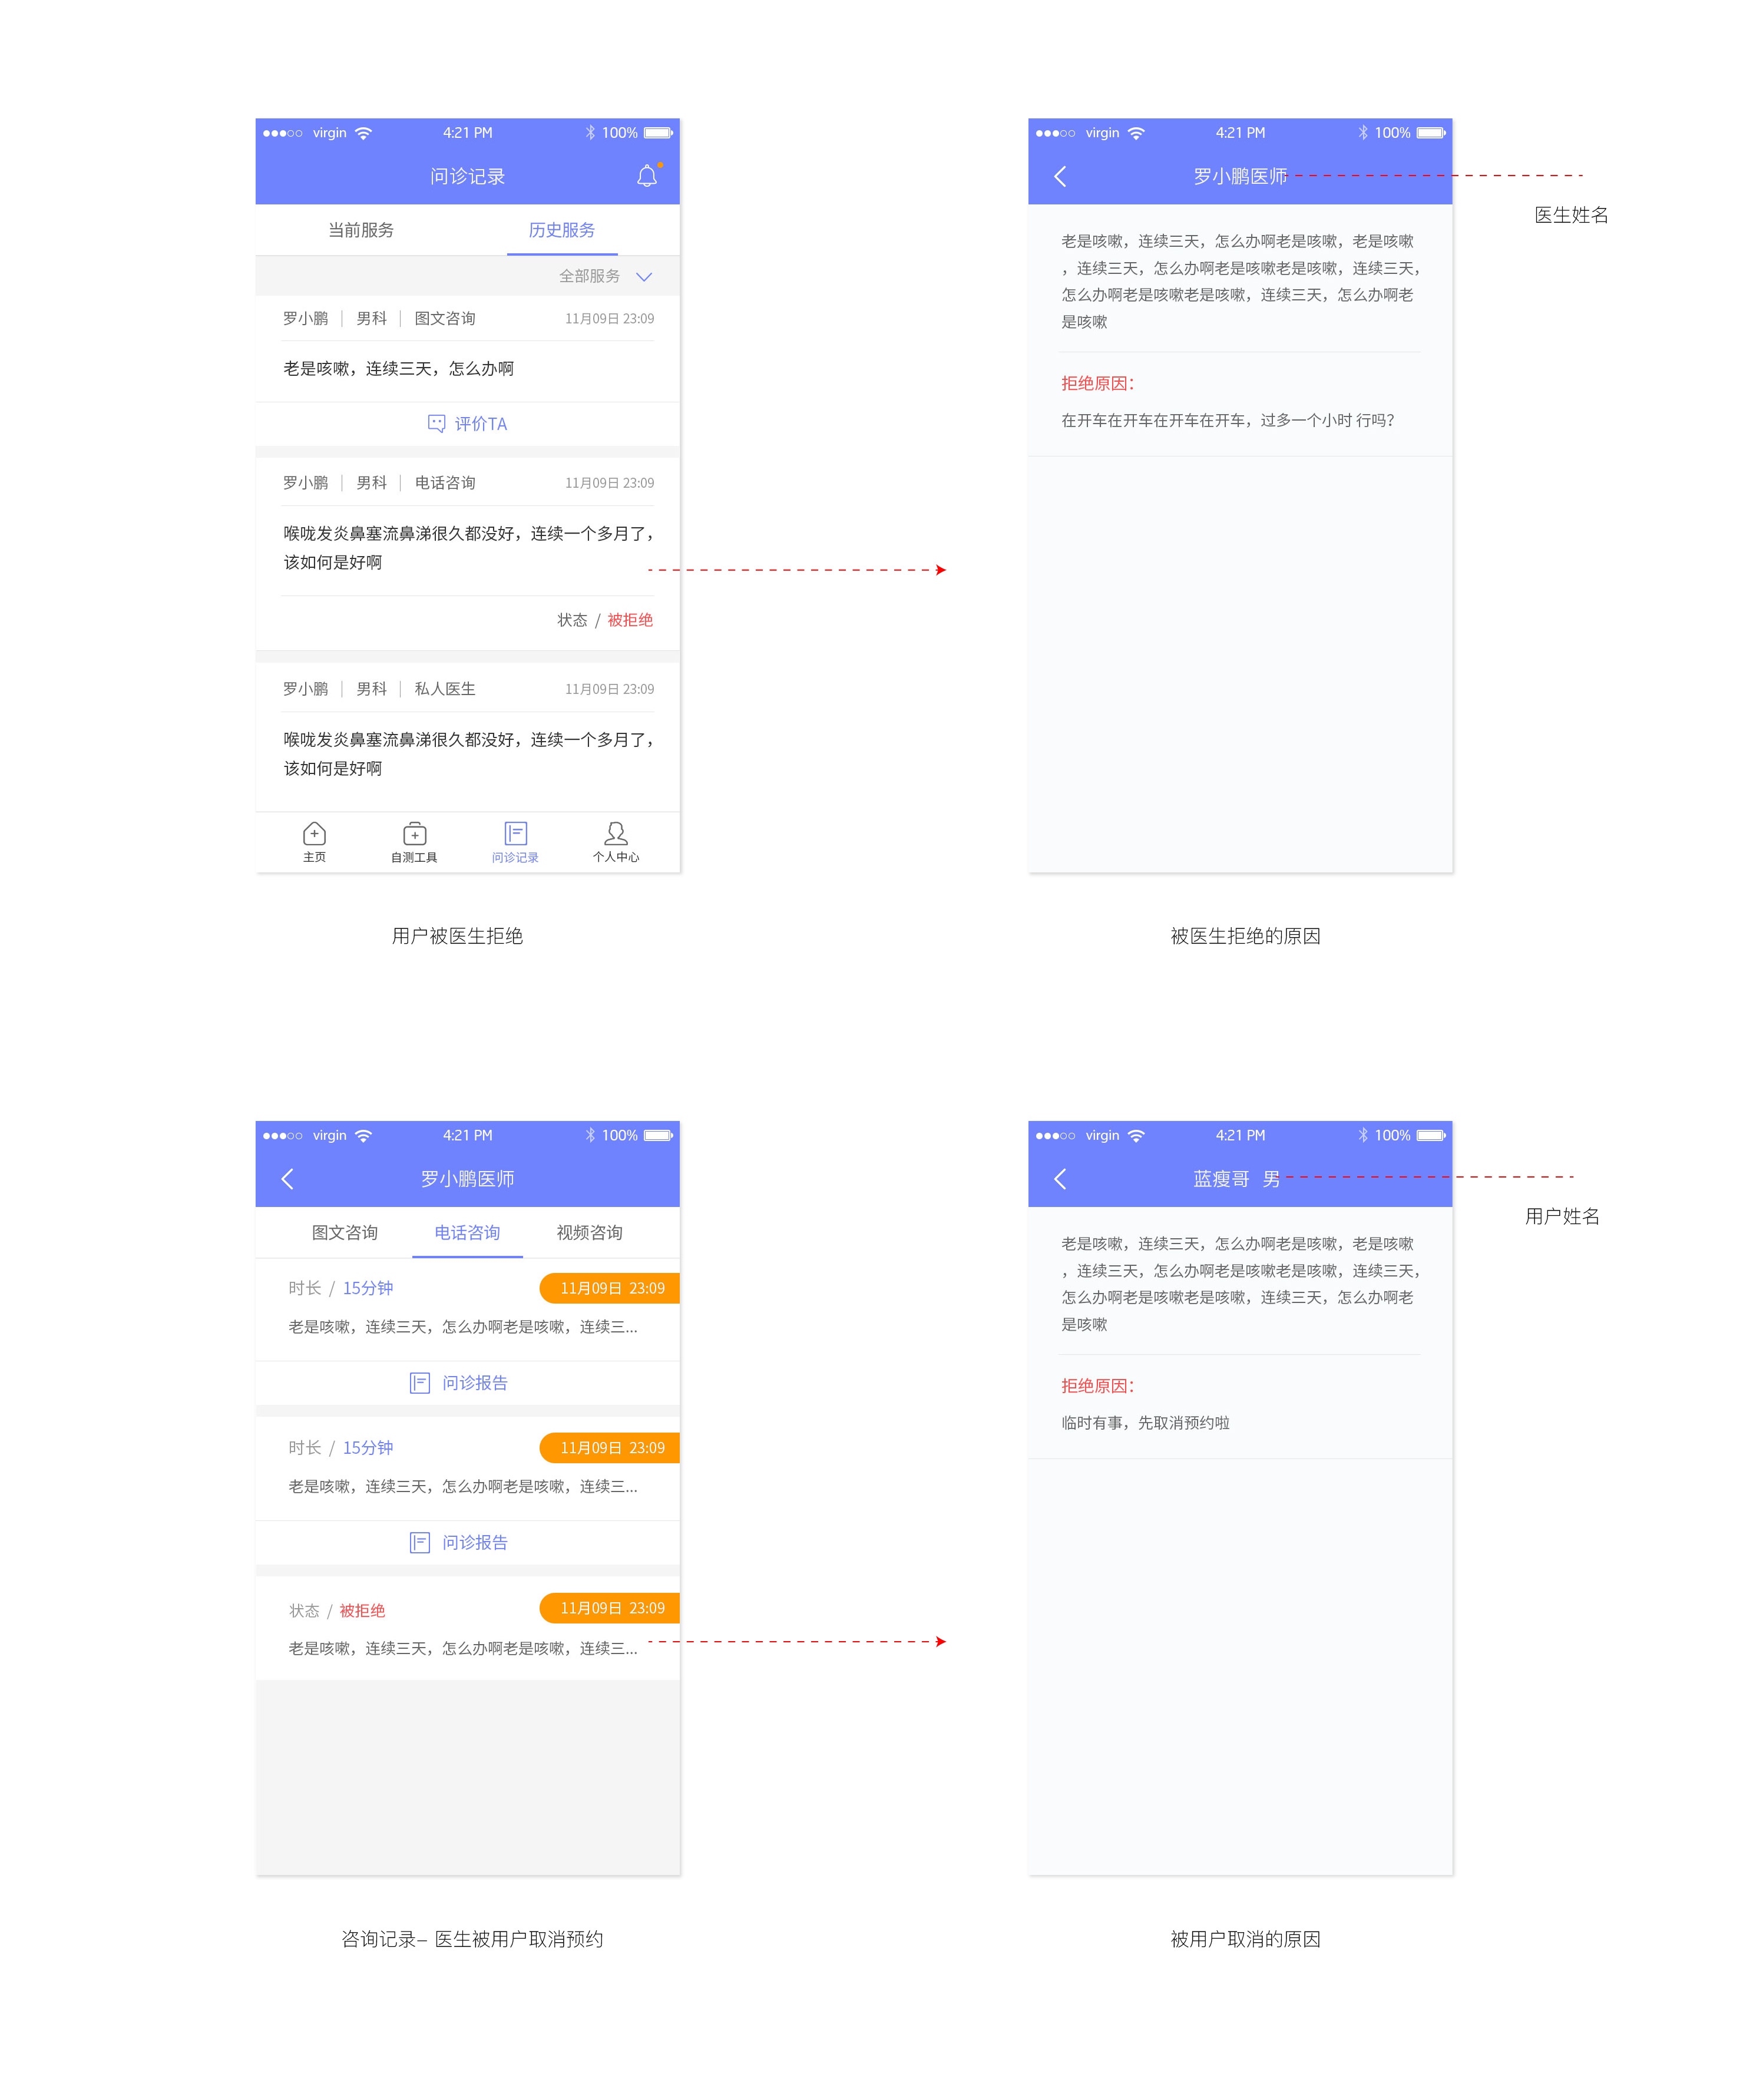 virgin 4:21 PM 100%
问诊记录
当前服务 历史服务
全部服务
罗小鹏 | 男科 | 图文咨询 11月09日 23:09
老是咳嗽，连续三天，怎么办啊
评价TA
罗小鹏 | 男科 | 电话咨询 11月09日 23:09
喉咙发炎鼻塞流鼻涕很久都没好，连续一个多月了，
该如何是好啊
状态 / 被拒绝
罗小鹏 | 男科 | 私人医生 11月09日 23:09
喉咙发炎鼻塞流鼻涕很久都没好，连续一个多月了，
该如何是好啊
主页 自测工具 问诊记录 个人中心
用户被医生拒绝
virgin 4:21 PM 100%
罗小鹏医师
医生姓名
老是咳嗽，连续三天，怎么办啊老是咳嗽，老是咳嗽
，连续三天，怎么办啊老是咳嗽老是咳嗽，连续三天，
怎么办啊老是咳嗽老是咳嗽，连续三天，怎么办啊老
是咳嗽
拒绝原因：
在开车在开车在开车在开车，过多一个小时 行吗？
被医生拒绝的原因
virgin 4:21 PM 100%
罗小鹏医师
图文咨询 电话咨询 视频咨询
时长 / 15分钟 11月09日 23:09
老是咳嗽，连续三天，怎么办啊老是咳嗽，连续三...
问诊报告
时长 / 15分钟 11月09日 23:09
老是咳嗽，连续三天，怎么办啊老是咳嗽，连续三...
问诊报告
状态 / 被拒绝 11月09日 23:09
老是咳嗽，连续三天，怎么办啊老是咳嗽，连续三...
咨询记录– 医生被用户取消预约
virgin 4:21 PM 100%
蓝瘦哥 男
用户姓名
老是咳嗽，连续三天，怎么办啊老是咳嗽，老是咳嗽
，连续三天，怎么办啊老是咳嗽老是咳嗽，连续三天，
怎么办啊老是咳嗽老是咳嗽，连续三天，怎么办啊老
是咳嗽
拒绝原因：
临时有事，先取消预约啦
被用户取消的原因